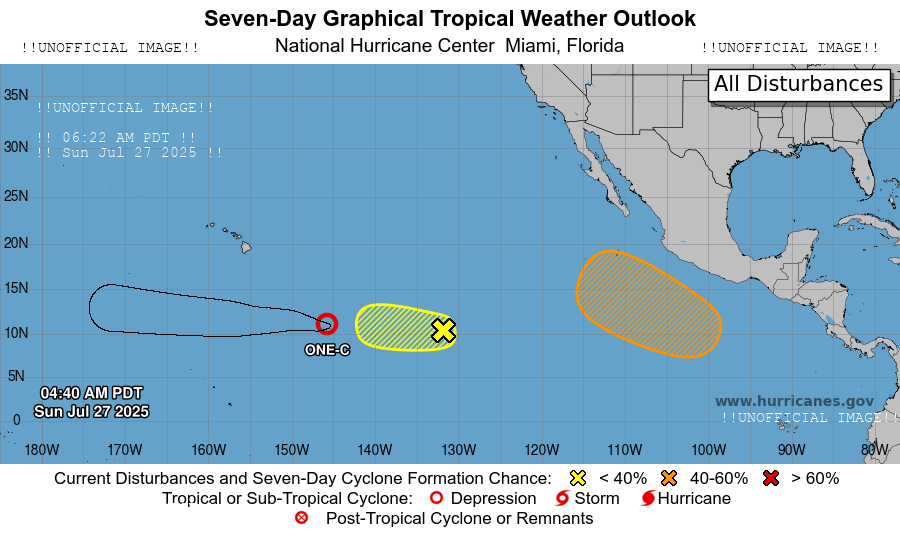 Seven-Day Graphical Tropical Weather Outlook
!!UNOFFICIAL IMAGE!! National Hurricane Center  Miami, Florida !!UNOFFICIAL IMAGE!!
All Disturbances
35N
!!UNOFFICIAL IMAGE!!
!! 06:22 AM PDT !!
30N
!! Sun Jul 27 2025 !!
25N
20N
15N
10N
ONE-C
5N
04:40 AM PDT
Sun Jul 27 2025
www.hurricanes.gov
0
!!UNOFFICIAL IMAGE!!
180W 170W 160W 150W 140W 130W 120W 110W 100W 90W 80W
Current Disturbances and Seven-Day Cyclone Formation Chance: < 40% 40-60% > 60%
Tropical or Sub-Tropical Cyclone: Depression Storm Hurricane
Post-Tropical Cyclone or Remnants